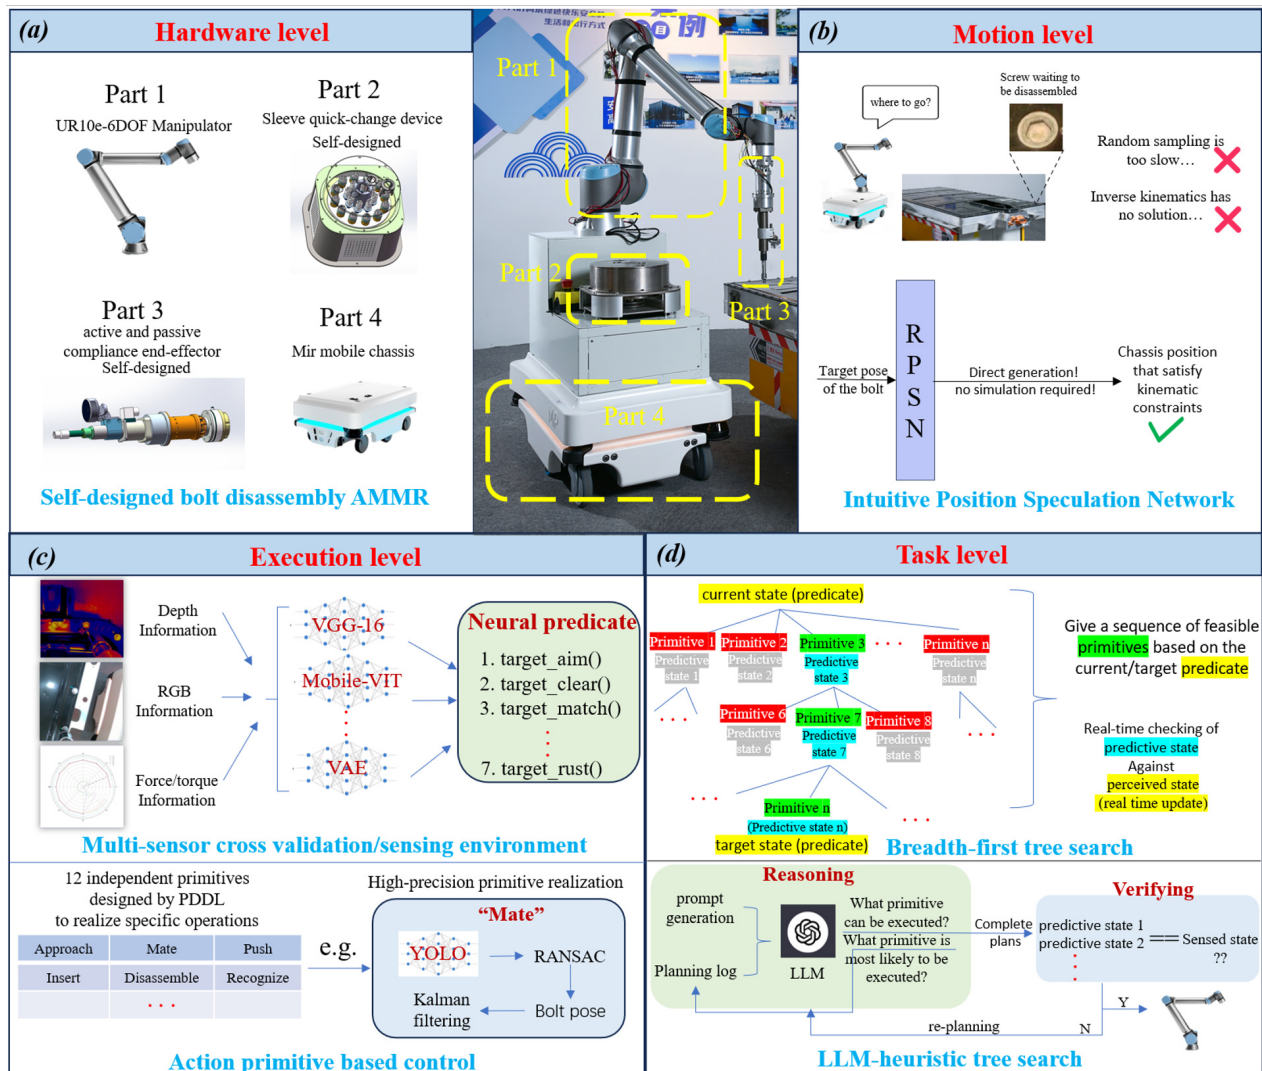 (a)
Hardware level
Part 1
UR10e-6DOF Manipulator
Part 2
Sleeve quick-change device
Self-designed
Part 3
active and passive
compliance end-effector
Self-designed
Part 4
Mir mobile chassis
Self-designed bolt disassembly AMMR
生活和出行方式
例
Part 1
Part 2
Part 3
Part 4
(b)
Motion level
where to go?
Screw waiting to
be disassembled
Random sampling is
too slow…
Inverse kinematics has
no solution…
Target pose
of the bolt
R
P
S
N
Direct generation!
no simulation required!
Chassis position
that satisfy
kinematic
constraints
Intuitive Position Speculation Network
(c)
Execution level
Depth
Information
RGB
Information
Force/torque
Information
VGG-16
Mobile-VIT
VAE
Neural predicate
1. target_aim()
2. target_clear()
3. target_match()
7. target_rust()
Multi-sensor cross validation/sensing environment
12 independent primitives
designed by PDDL
to realize specific operations
Approach Mate Push
Insert Disassemble Recognize
. . .
e.g.
High-precision primitive realization
“Mate”
YOLO
RANSAC
Kalman
filtering
Bolt pose
Action primitive based control
(d)
Task level
current state (predicate)
Primitive 1 Primitive 2 Primitive 3 . . . Primitive n
Predictive
state 1
Predictive
state 2
Predictive
state 3
Predictive
state n
. . .
Primitive 6 Primitive 7 Primitive 8
Predictive
state 6
Predictive
state 7
Predictive
state 8
. . .
. . .
Primitive n
(Predictive state n)
target state (predicate)
. . .
Give a sequence of feasible
primitives based on the
current/target predicate
Real-time checking of
predictive state
Against
perceived state
(real time update)
Breadth-first tree search
Reasoning
prompt
generation
Planning log
LLM
What primitive
can be executed?
What primitive is
most likely to be
executed?
Complete
plans
Verifying
predictive state 1
predictive state 2
== Sensed state
??
Y
N
re-planning
LLM-heuristic tree search